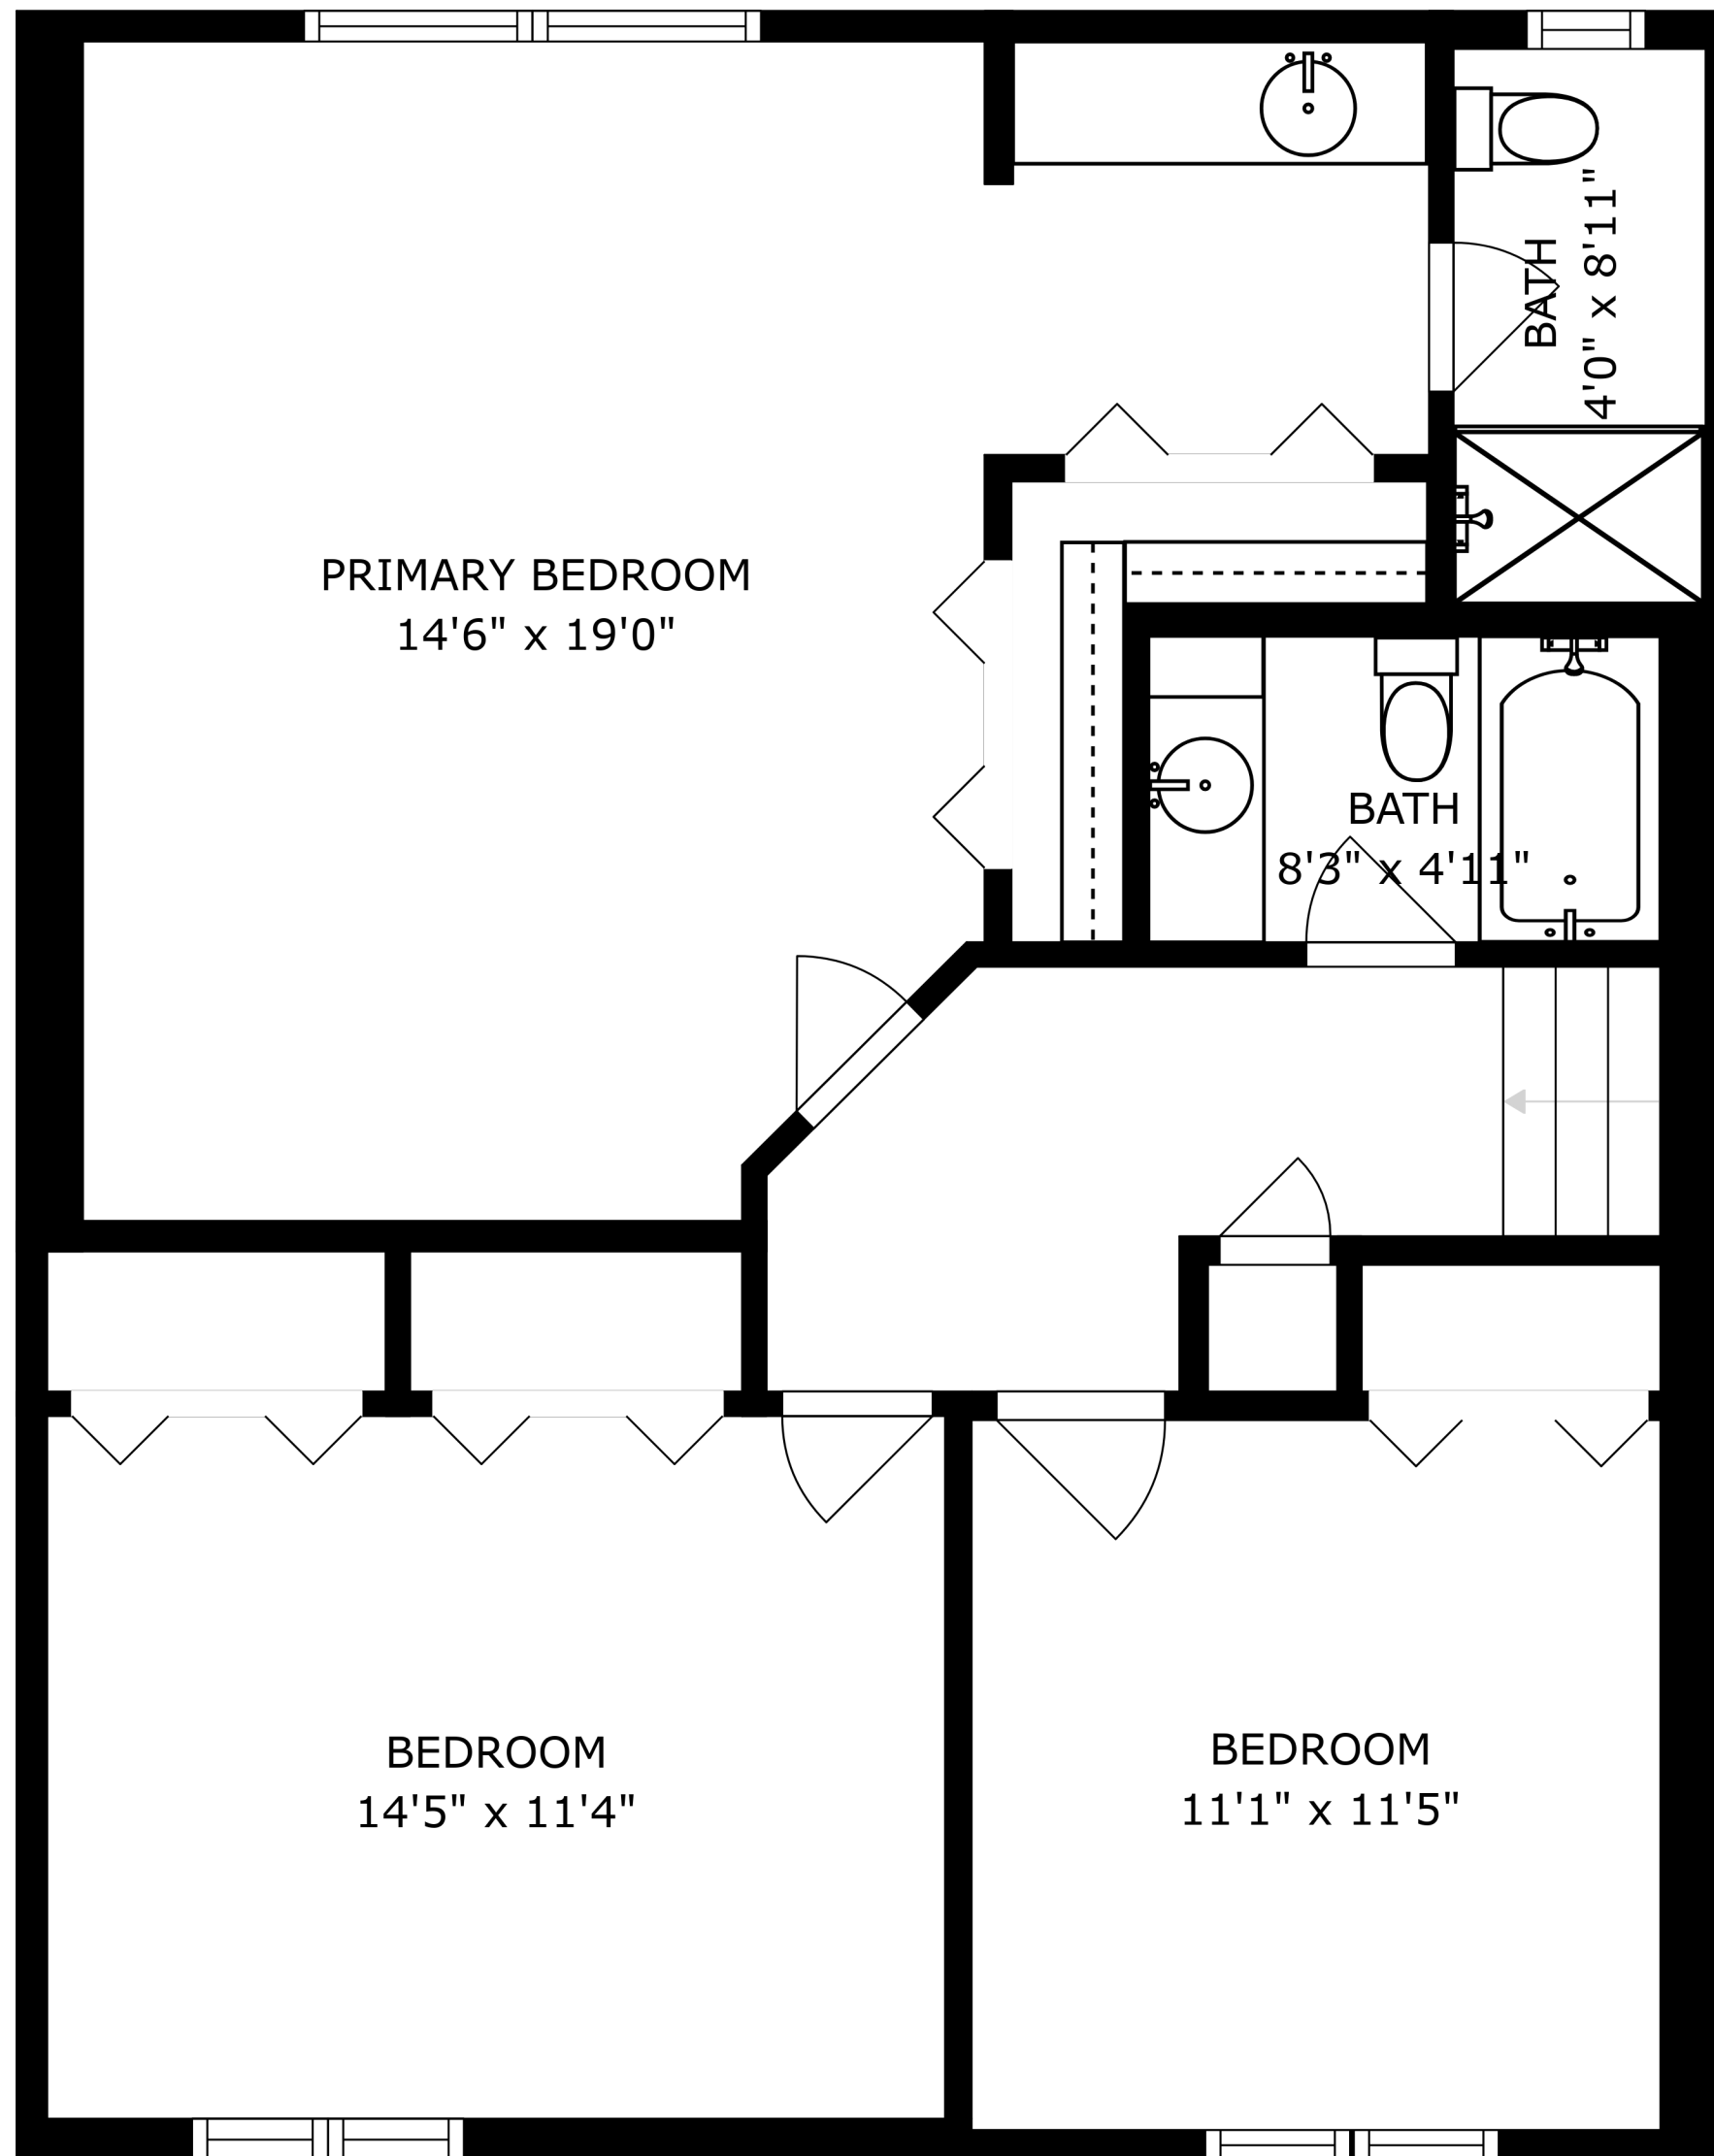 BATH
4'0" x 8'11"
PRIMARY BEDROOM
14'6" x 19'0"
BATH
8'3" x 4'11"
BEDROOM
14'5" x 11'4"
BEDROOM
11'1" x 11'5"